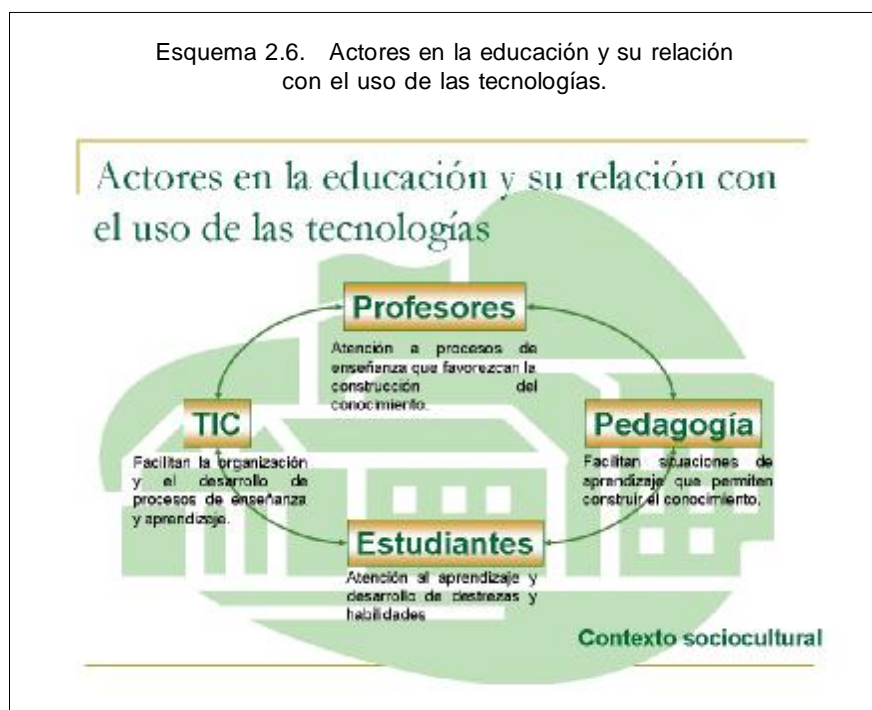 Esquema 2.6. Actores en la educación y su relación
con el uso de las tecnologías.
Actores en la educación y su relación con
el uso de las tecnologías
Profesores
Atención a procesos de
enseñanza que favorezcan la
construcción del
conocimiento.
TIC
Facilitan la organización
y el desarrollo de
procesos de enseñanza
y aprendizaje.
Pedagogía
Facilitan situaciones de
aprendizaje que permiten
construir el conocimiento.
Estudiantes
Atención al aprendizaje y
desarrollo de destrezas y
habilidades
Contexto sociocultural